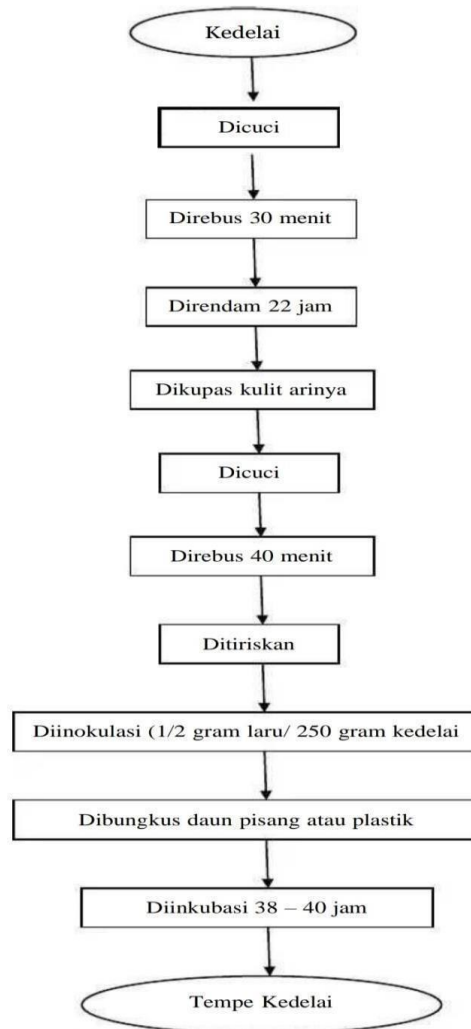 Kedelai
Dicuci
Direbus 30 menit
Direndam 22 jam
Dikupas kulit arinya
Dicuci
Direbus 40 menit
Ditiriskan
Diinokulasi (1/2 gram laru/ 250 gram kedelai
Dibungkus daun pisang atau plastik
Diinkubasi 38 – 40 jam
Tempe Kedelai